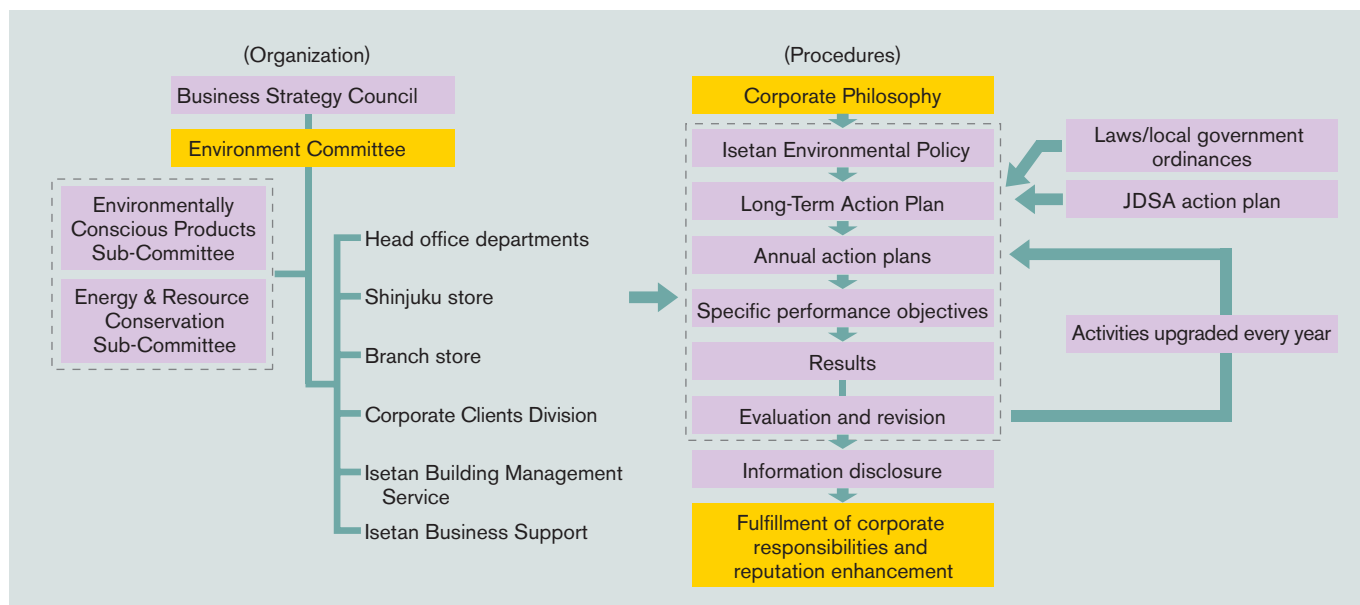 (Organization)
Business Strategy Council
Environment Committee
Environmentally
Conscious Products
Sub-Committee
Energy & Resource
Conservation
Sub-Committee
Head office departments
Shinjuku store
Branch store
Corporate Clients Division
Isetan Building Management
Service
Isetan Business Support
(Procedures)
Corporate Philosophy
Isetan Environmental Policy
Long-Term Action Plan
Annual action plans
Specific performance objectives
Results
Evaluation and revision
Information disclosure
Fulfillment of corporate
responsibilities and
reputation enhancement
Laws/local government
ordinances
JDSA action plan
Activities upgraded every year